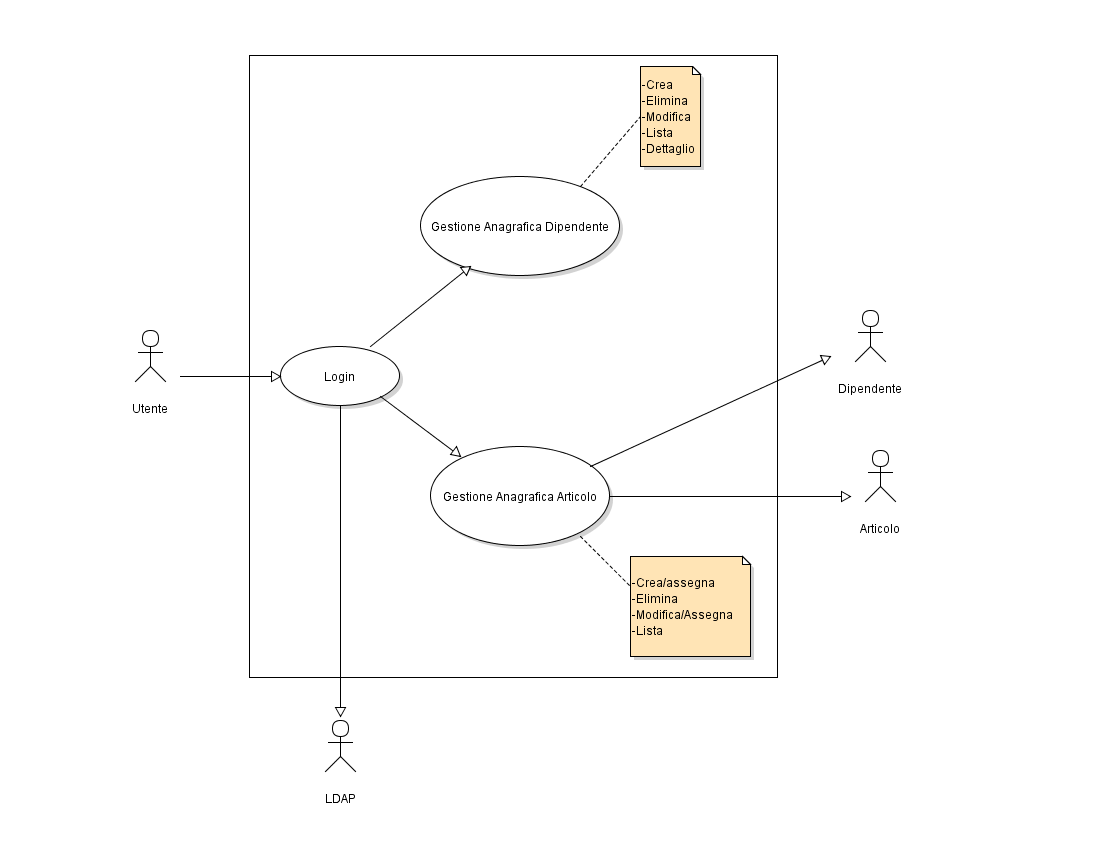 -Crea
-Elimina
-Modifica
-Lista
-Dettaglio
Gestione Anagrafica Dipendente
Login
Utente
Dipendente
Gestione Anagrafica Articolo
Articolo
-Crea/assegna
-Elimina
-Modifica/Assegna
-Lista
LDAP